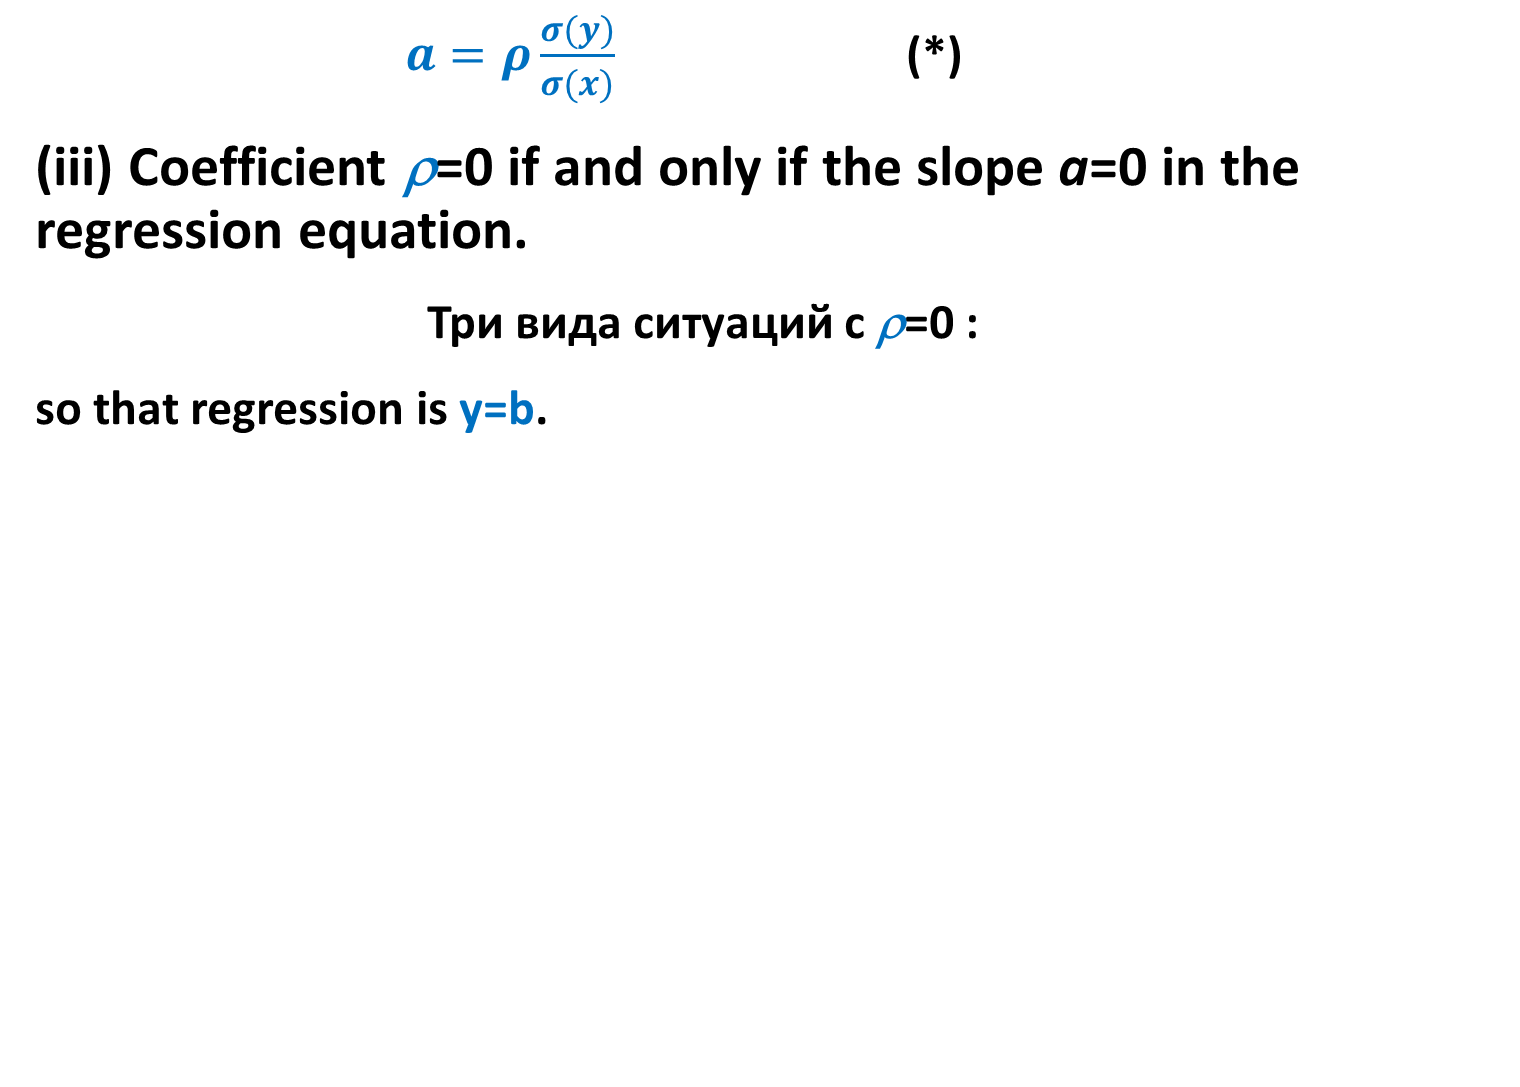 a = ρ σ(y)/σ(x) (*)
(iii) Coefficient ρ=0 if and only if the slope a=0 in the
regression equation.
Три вида ситуаций с ρ=0 :
so that regression is y=b.